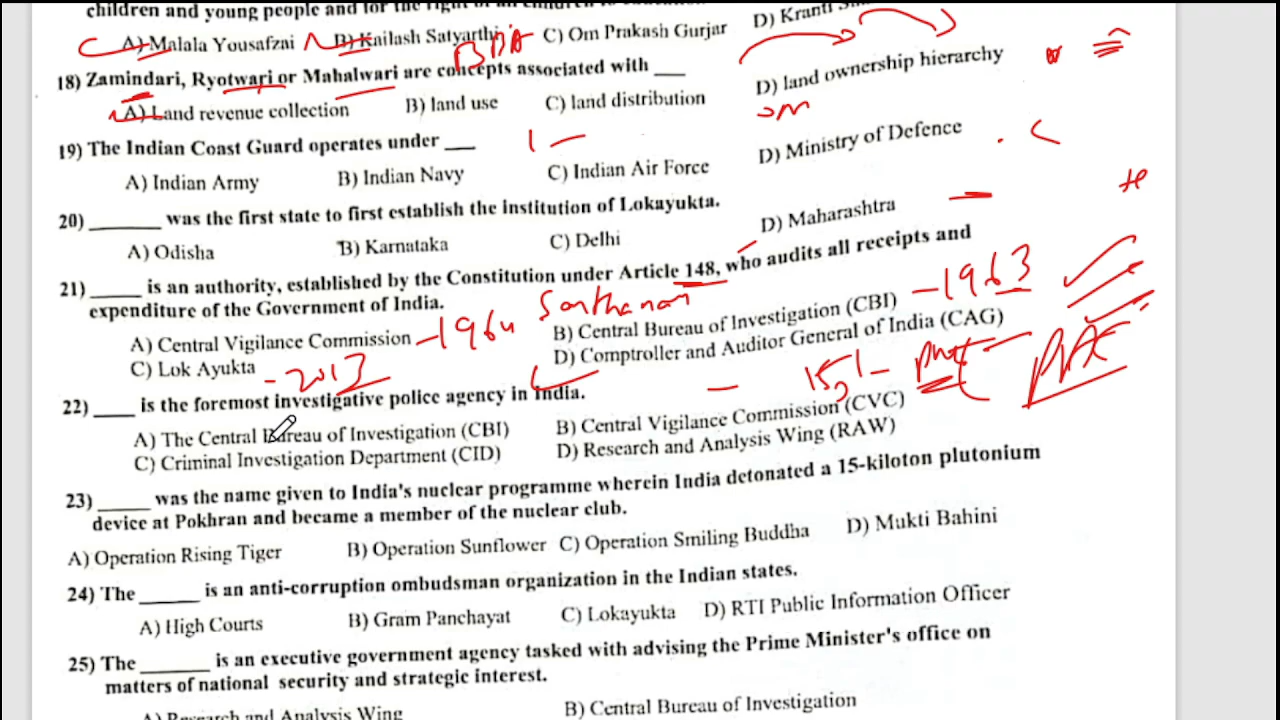 children and young people and for the right of all children to education
A) Malala Yousafzai B) Kailash Satyarthi C) Om Prakash Gurjar D) Kranti
BDA
18) Zamindari, Ryotwari or Mahalwari are concepts associated with ___
A) Land revenue collection B) land use C) land distribution D) land ownership hierarchy
19) The Indian Coast Guard operates under ___
A) Indian Army B) Indian Navy C) Indian Air Force D) Ministry of Defence
20) ______ was the first state to first establish the institution of Lokayukta.
A) Odisha B) Karnataka C) Delhi D) Maharashtra
21) _____ is an authority, established by the Constitution under Article 148, who audits all receipts and
expenditure of the Government of India.
A) Central Vigilance Commission -1964 Santhanam B) Central Bureau of Investigation (CBI) -1963
C) Lok Ayukta -2013 D) Comptroller and Auditor General of India (CAG)
151-
22) ____ is the foremost investigative police agency in India.
A) The Central Bureau of Investigation (CBI) B) Central Vigilance Commission (CVC)
C) Criminal Investigation Department (CID) D) Research and Analysis Wing (RAW)
23) _____ was the name given to India's nuclear programme wherein India detonated a 15-kiloton plutonium
device at Pokhran and became a member of the nuclear club.
A) Operation Rising Tiger B) Operation Sunflower C) Operation Smiling Buddha D) Mukti Bahini
24) The ______ is an anti-corruption ombudsman organization in the Indian states.
A) High Courts B) Gram Panchayat C) Lokayukta D) RTI Public Information Officer
25) The _______ is an executive government agency tasked with advising the Prime Minister's office on
matters of national security and strategic interest.
A) Research and Analysis Wing B) Central Bureau of Investigation